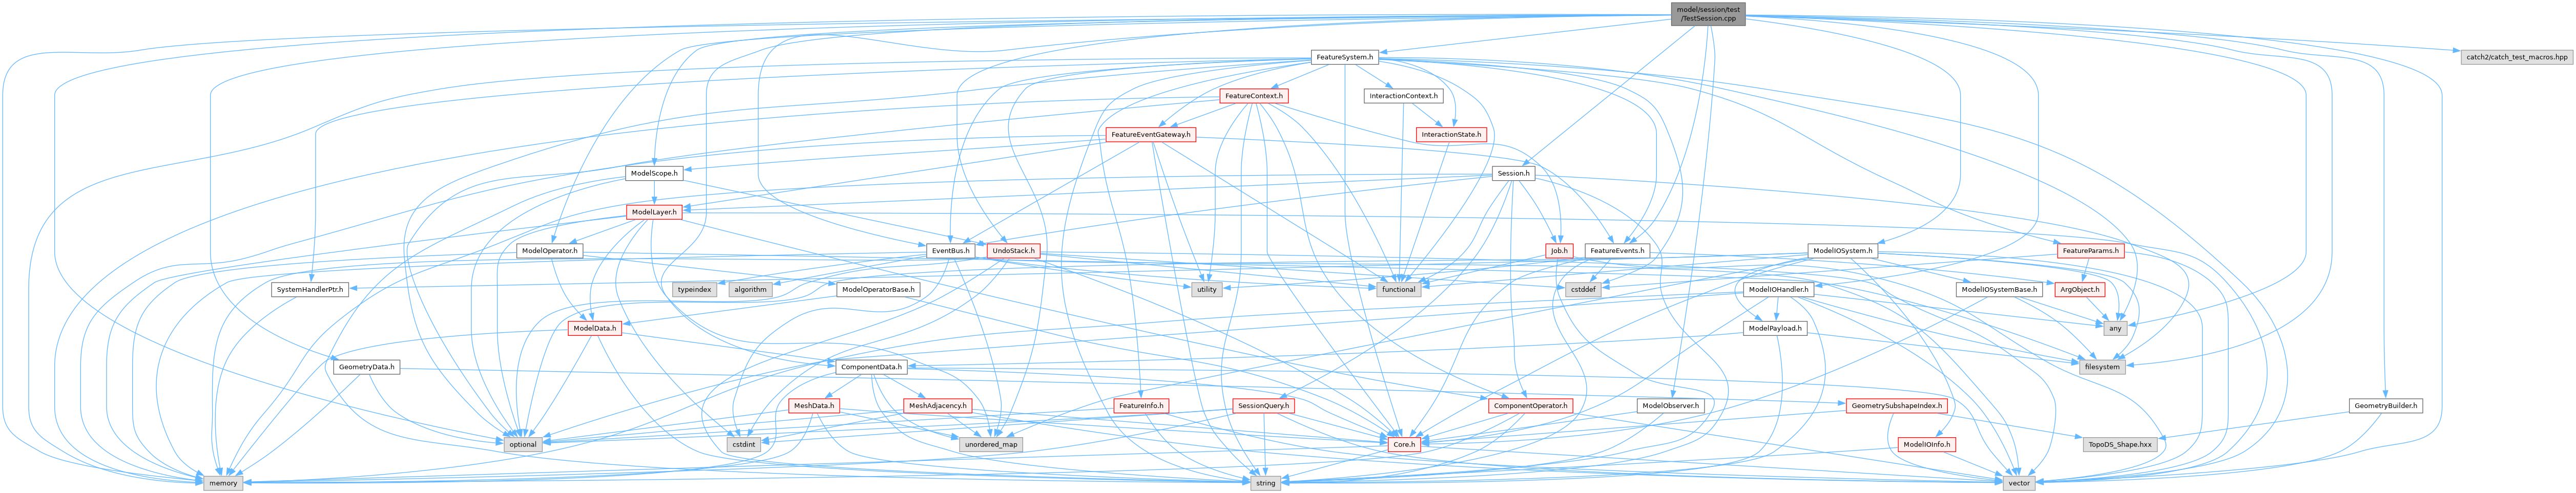 model/session/test
/TestSession.cpp
FeatureSystem.h
catch2/catch_test_macros.hpp
FeatureContext.h
InteractionContext.h
FeatureEventGateway.h
InteractionState.h
ModelScope.h
Session.h
ModelLayer.h
ModelOperator.h
EventBus.h
UndoStack.h
Job.h
FeatureEvents.h
ModelIOSystem.h
FeatureParams.h
SystemHandlerPtr.h
typeindex
algorithm
ModelOperatorBase.h
utility
functional
cstddef
ModelIOHandler.h
ModelIOSystemBase.h
ArgObject.h
ModelData.h
ModelPayload.h
any
GeometryData.h
ComponentData.h
filesystem
MeshData.h
MeshAdjacency.h
FeatureInfo.h
SessionQuery.h
ComponentOperator.h
ModelObserver.h
GeometrySubshapeIndex.h
GeometryBuilder.h
optional
cstdint
unordered_map
Core.h
ModelIOInfo.h
TopoDS_Shape.hxx
memory
string
vector